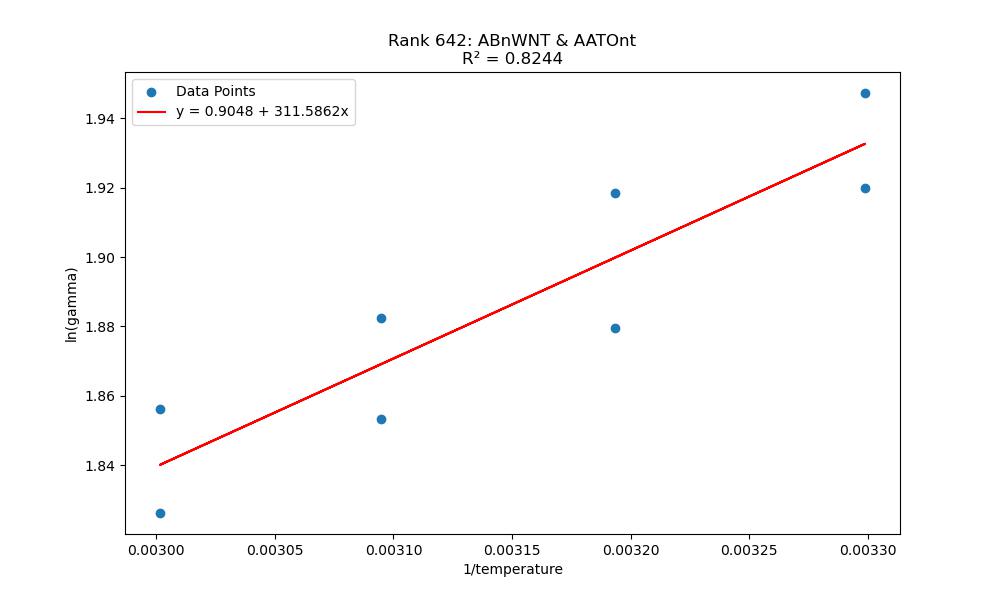 Rank 642: ABnWNT & AATOnt
R² = 0.8244
Data Points
y = 0.9048 + 311.5862x
ln(gamma)
1.94
1.92
1.90
1.88
1.86
1.84
0.00300 0.00305 0.00310 0.00315 0.00320 0.00325 0.00330
1/temperature